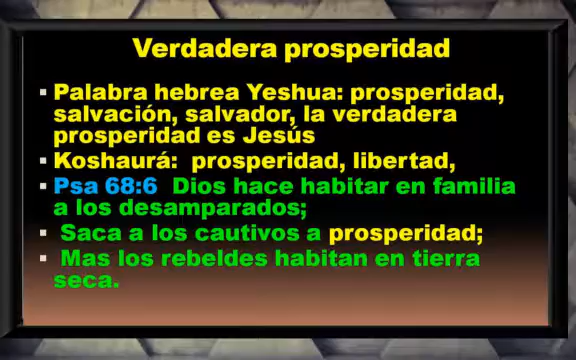 Verdadera prosperidad
▪ Palabra hebrea Yeshua: prosperidad,
salvación, salvador, la verdadera
prosperidad es Jesús
▪ Koshaurá: prosperidad, libertad,
▪ Psa 68:6 Dios hace habitar en familia
a los desamparados;
▪ Saca a los cautivos a prosperidad;
▪ Mas los rebeldes habitan en tierra
seca.